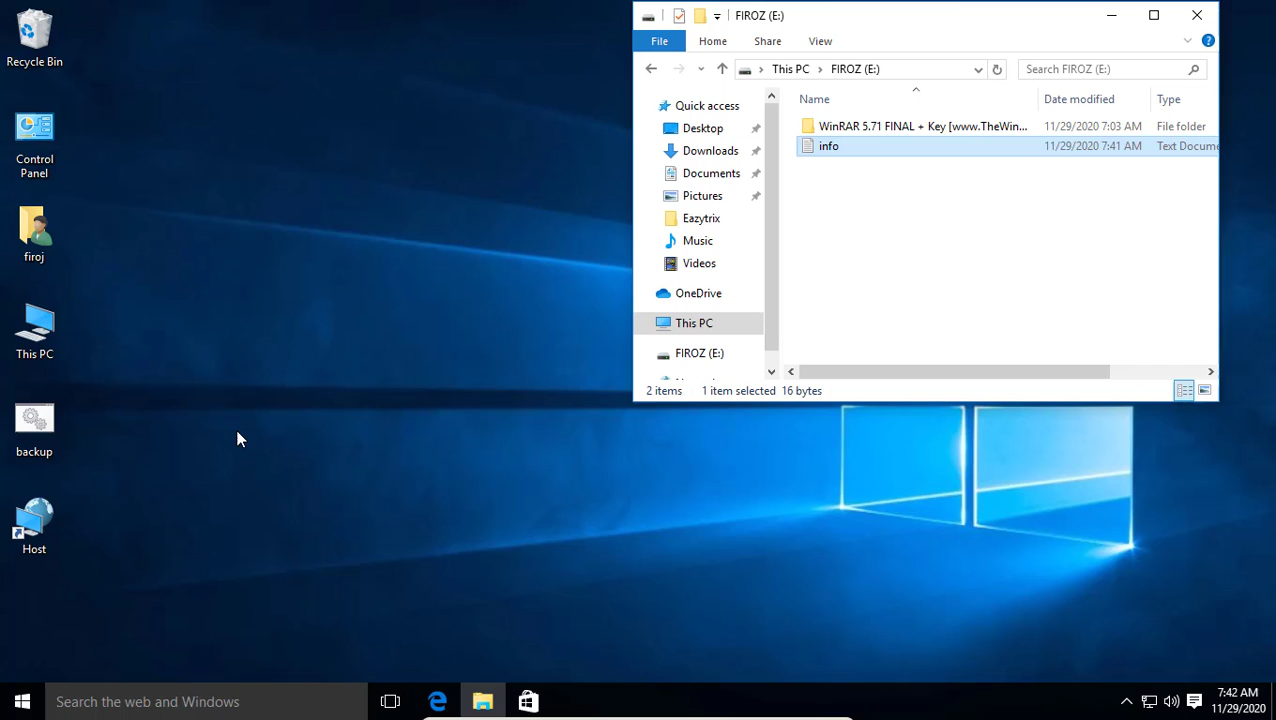 Recycle Bin
Control
Panel
firoj
This PC
backup
Host
FIROZ (E:)
File Home Share View
This PC FIROZ (E:) Search FIROZ (E:)
Quick access
Desktop
Downloads
Documents
Pictures
Eazytrix
Music
Videos
OneDrive
This PC
FIROZ (E:)
Name Date modified Type
WinRAR 5.71 FINAL + Key [www.TheWin... 11/29/2020 7:03 AM File folder
info 11/29/2020 7:41 AM Text Docume
2 items 1 item selected 16 bytes
Search the web and Windows
7:42 AM
11/29/2020